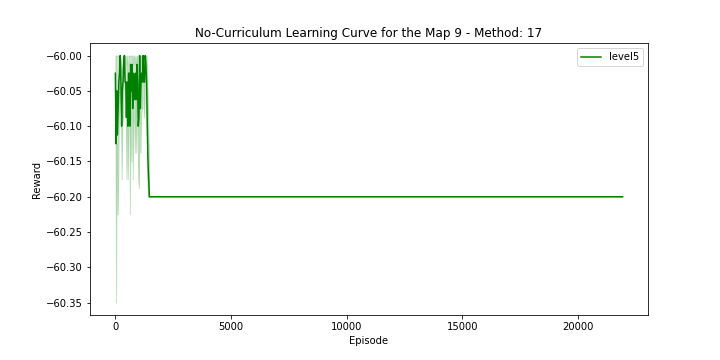 No-Curriculum Learning Curve for the Map 9 - Method: 17
level5
Reward
−60.00
−60.05
−60.10
−60.15
−60.20
−60.25
−60.30
−60.35
0 5000 10000 15000 20000
Episode